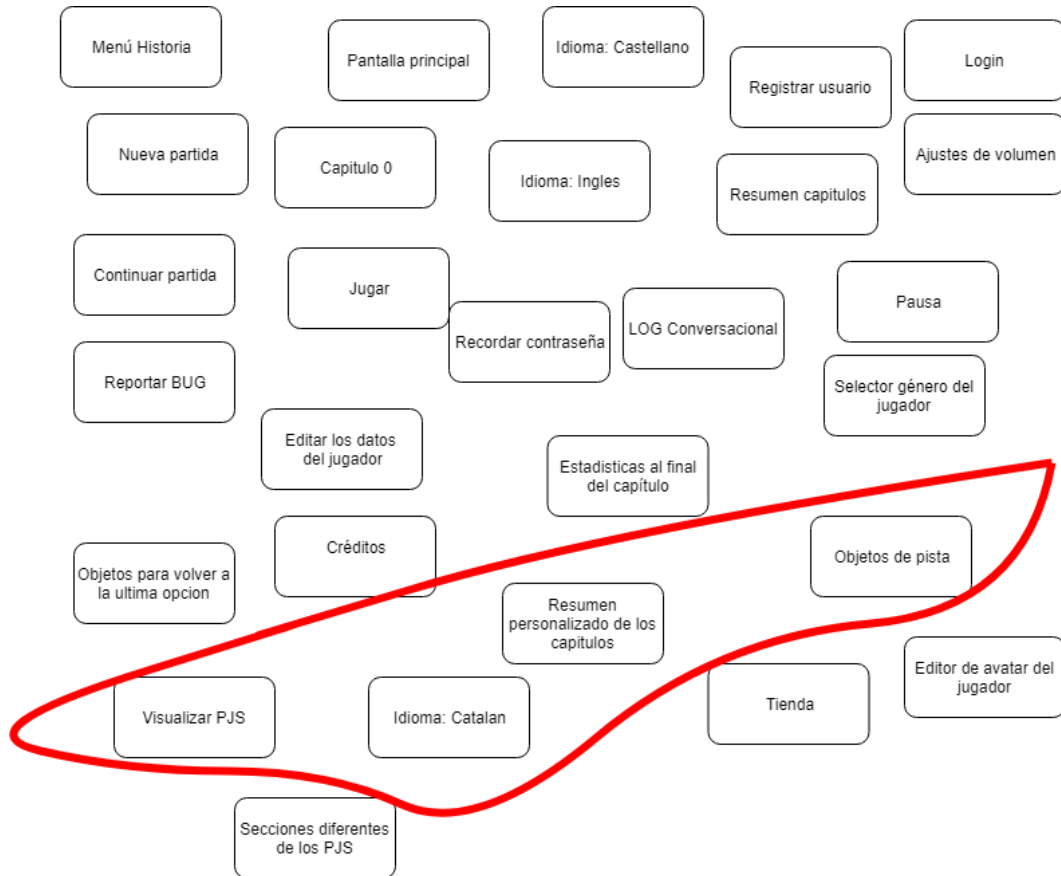 Menú Historia
Pantalla principal
Idioma: Castellano
Registrar usuario
Login
Nueva partida
Capitulo 0
Idioma: Ingles
Resumen capitulos
Ajustes de volumen
Continuar partida
Jugar
Recordar contraseña
LOG Conversacional
Pausa
Reportar BUG
Selector género del
jugador
Editar los datos
del jugador
Estadisticas al final
del capítulo
Objetos para volver a
la ultima opcion
Créditos
Resumen
personalizado de los
capitulos
Objetos de pista
Visualizar PJS
Idioma: Catalan
Tienda
Editor de avatar del
jugador
Secciones diferentes
de los PJS